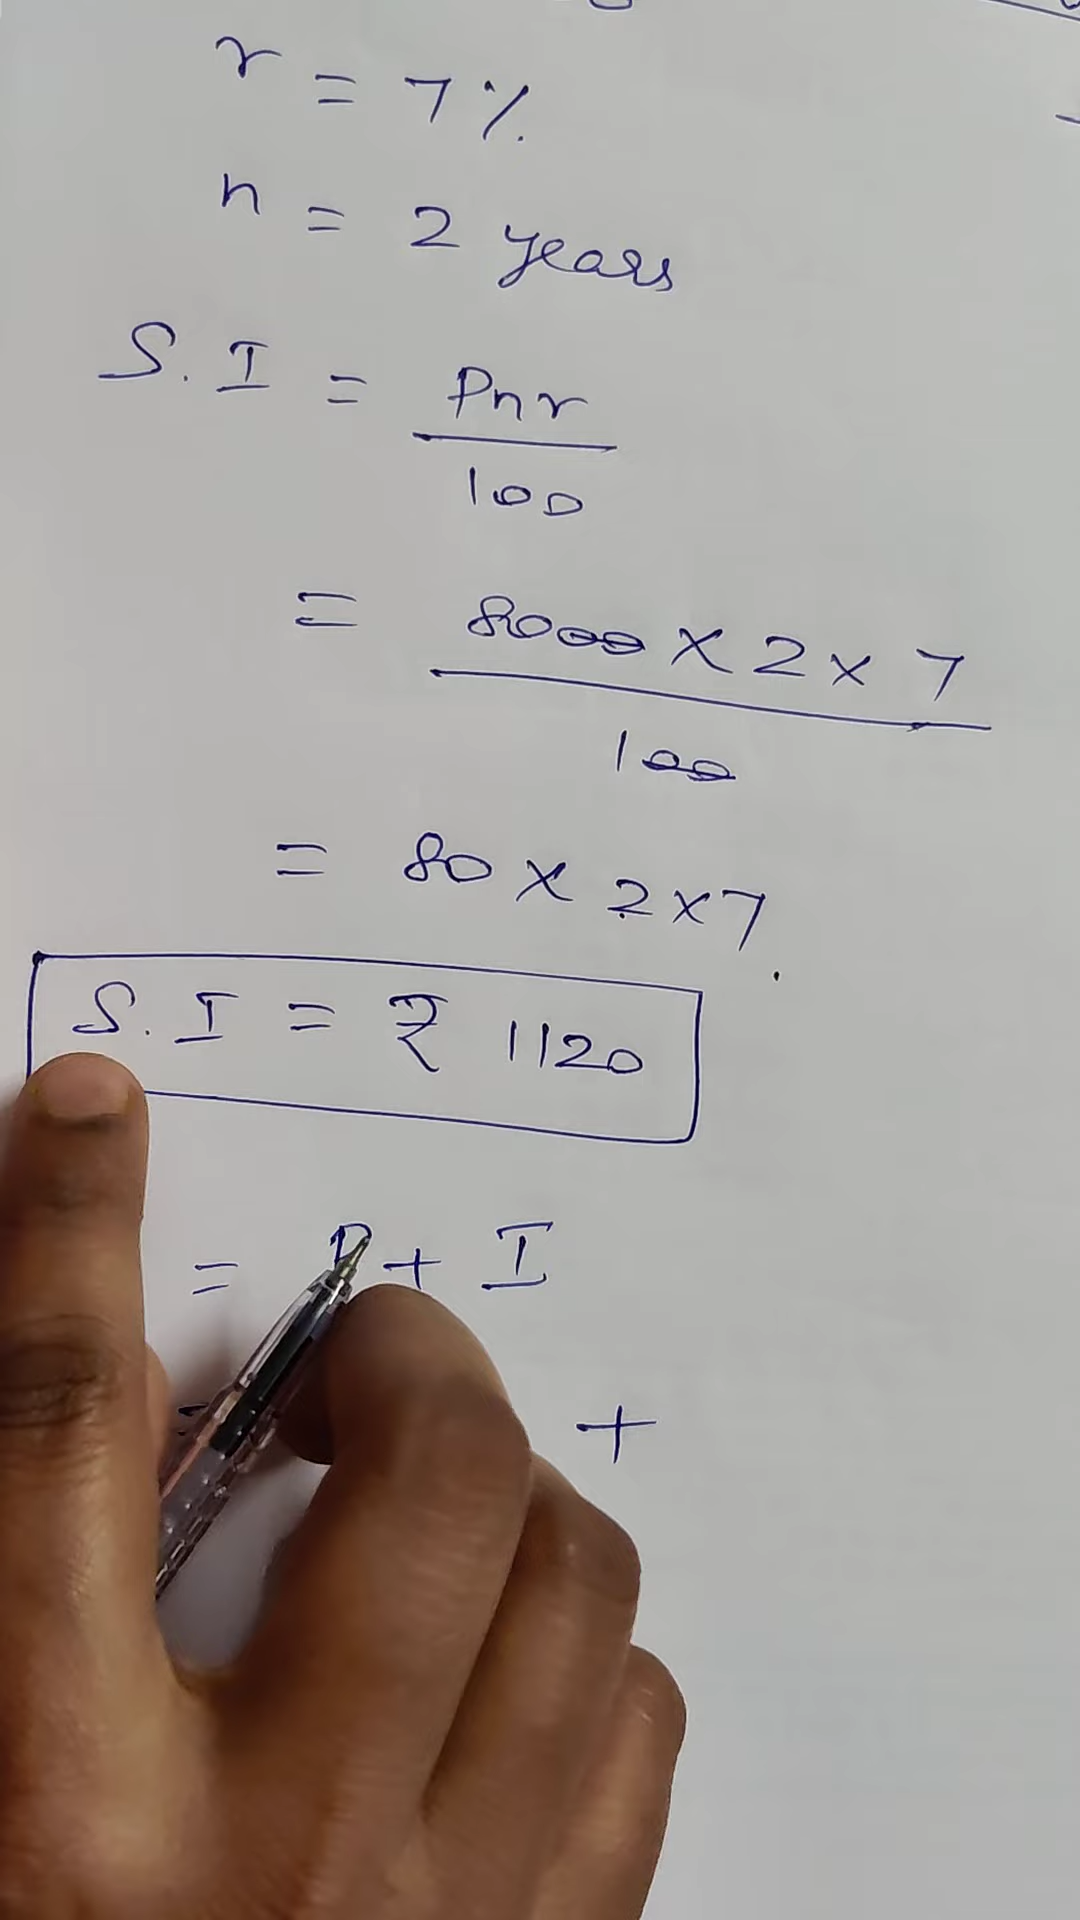 r = 7%
n = 2 years
S.I = Pnr
100
= 8000 × 2 × 7
100
= 80 × 2 × 7.
S.I = ₹ 1120
= P + I
+